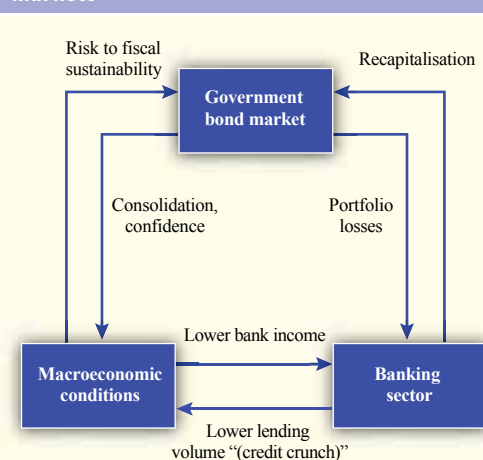 Risk to fiscal
sustainability
Recapitalisation
Government
bond market
Consolidation,
confidence
Portfolio
losses
Lower bank income
Macroeconomic
conditions
Banking
sector
Lower lending
volume “(credit crunch)”